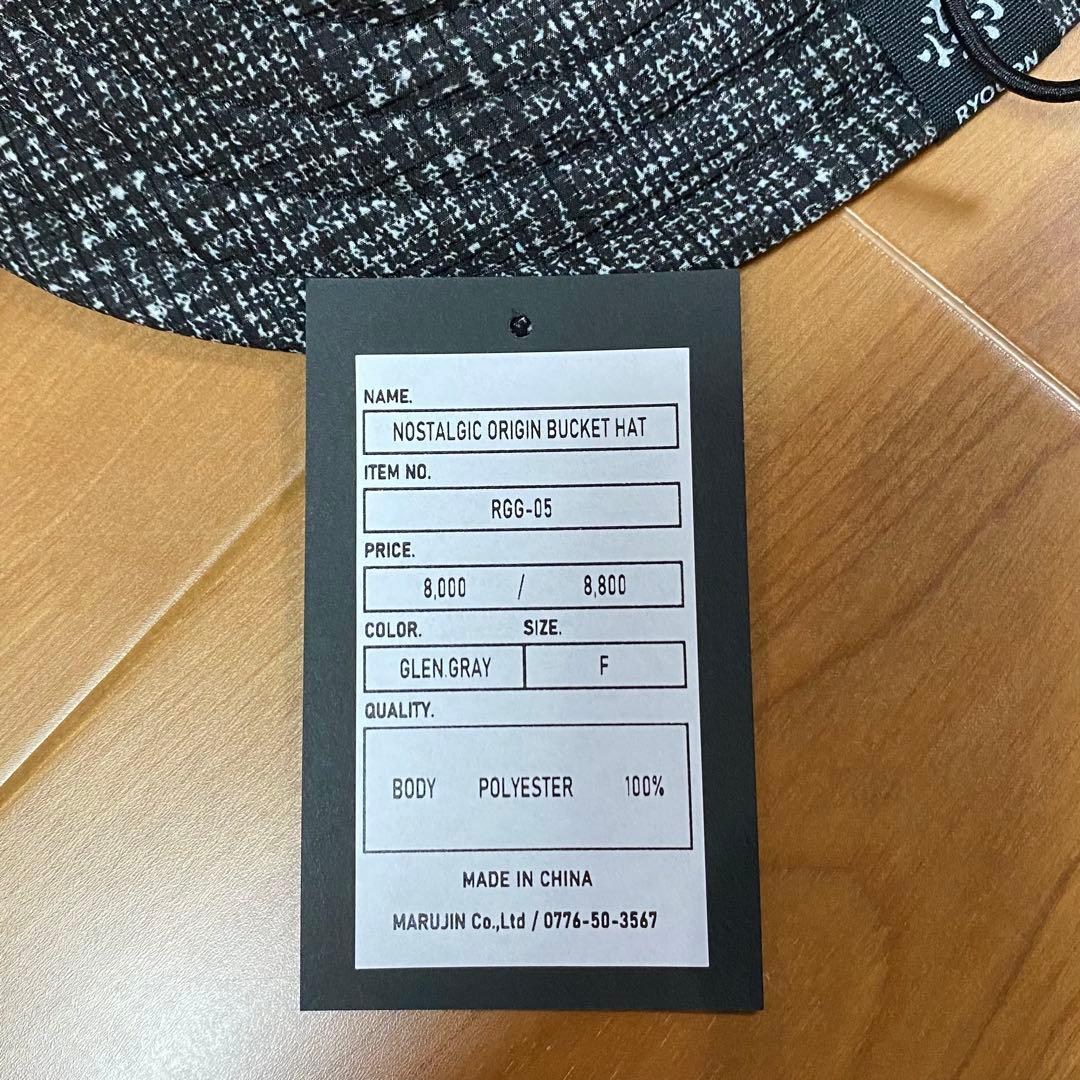 NAME.
NOSTALGIC ORIGIN BUCKET HAT
ITEM NO.
RGG-05
PRICE.
8,000 / 8,800
COLOR. SIZE.
GLEN.GRAY F
QUALITY.
BODY POLYESTER 100%
MADE IN CHINA
MARUJIN Co.,Ltd / 0776-50-3567